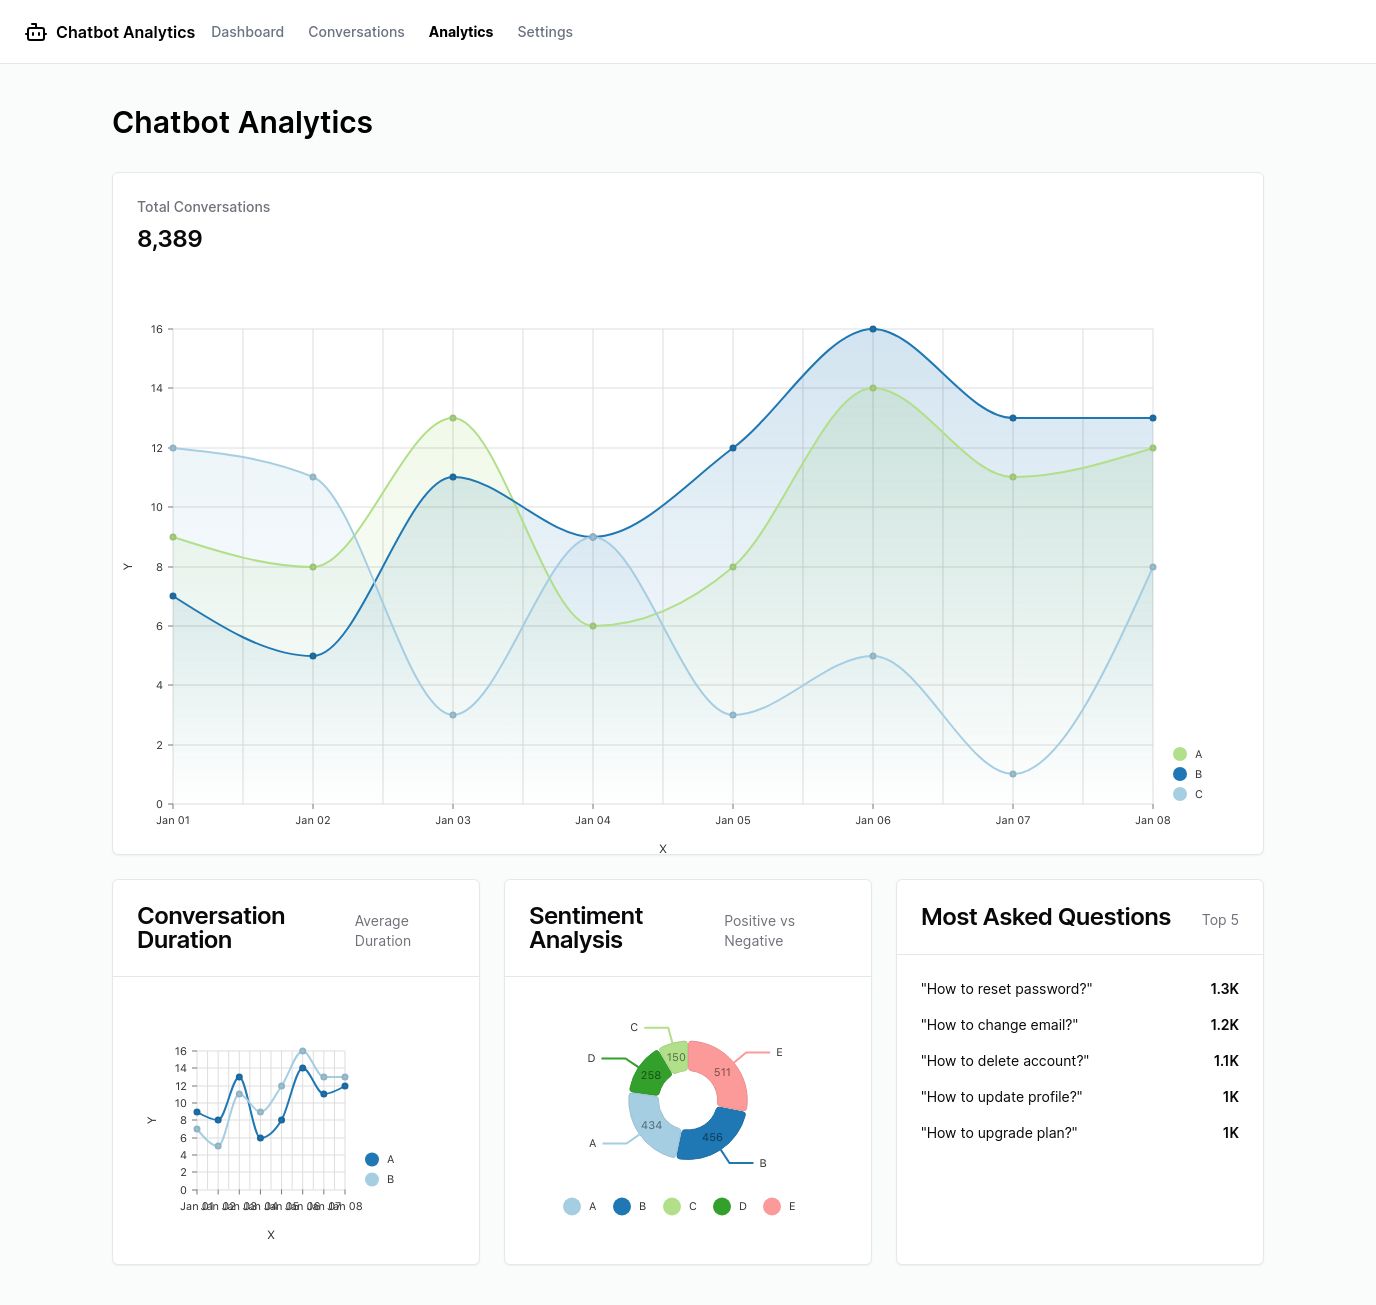 Chatbot Analytics Dashboard Conversations Analytics Settings
Chatbot Analytics
Total Conversations
8,389
16
14
12
10
8
6
4
2
0
Y
Jan 01 Jan 02 Jan 03 Jan 04 Jan 05 Jan 06 Jan 07 Jan 08
X
A
B
C
Conversation
Duration
Average
Duration
16
14
12
10
8
6
4
2
0
Y
Jan 01 Jan 02 Jan 03 Jan 04 Jan 05 Jan 06 Jan 07 Jan 08
X
A
B
Sentiment
Analysis
Positive vs
Negative
C
D
E
A
B
150
258
511
434
456
A B C D E
Most Asked Questions Top 5
"How to reset password?" 1.3K
"How to change email?" 1.2K
"How to delete account?" 1.1K
"How to update profile?" 1K
"How to upgrade plan?" 1K